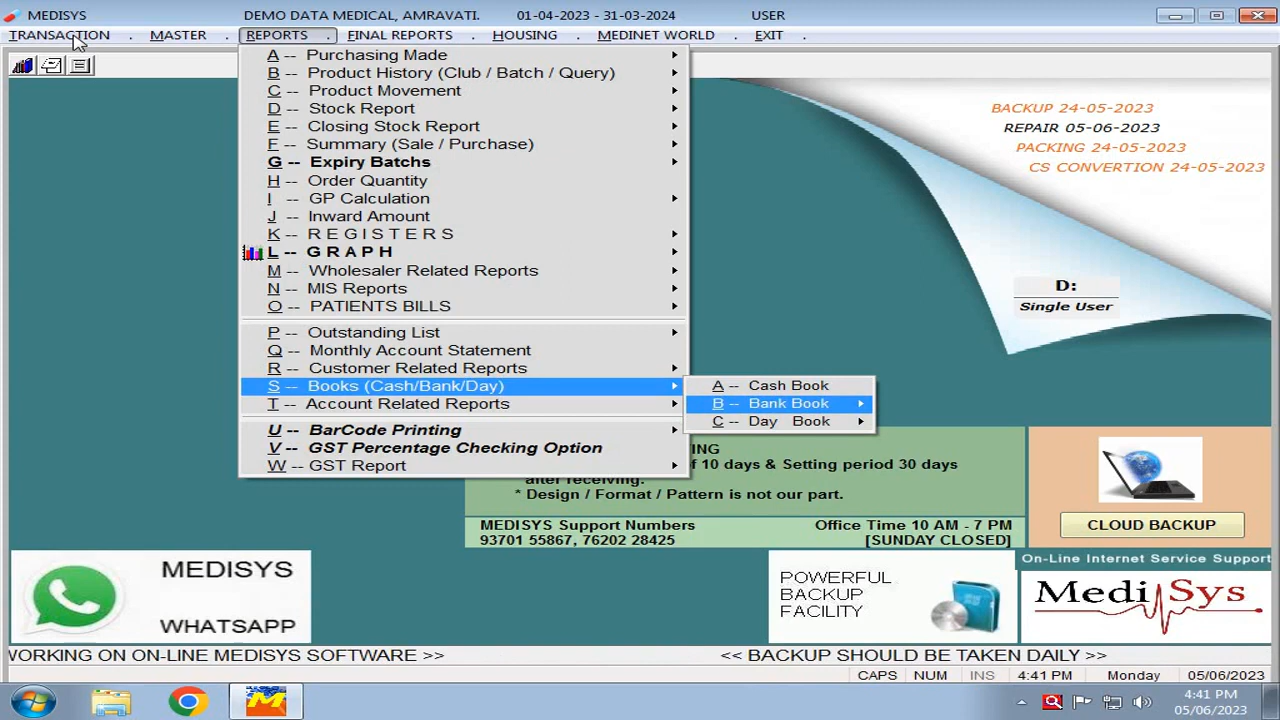 MEDISYS DEMO DATA MEDICAL, AMRAVATI. 01-04-2023 - 31-03-2024 USER
TRANSACTION . MASTER . REPORTS . FINAL REPORTS . HOUSING . MEDINET WORLD . EXIT .
A -- Purchasing Made
B -- Product History (Club / Batch / Query)
C -- Product Movement
D -- Stock Report
E -- Closing Stock Report
F -- Summary (Sale / Purchase)
G -- Expiry Batchs
H -- Order Quantity
I -- GP Calculation
J -- Inward Amount
K -- R E G I S T E R S
L -- G R A P H
M -- Wholesaler Related Reports
N -- MIS Reports
O -- PATIENTS BILLS
P -- Outstanding List
Q -- Monthly Account Statement
R -- Customer Related Reports
S -- Books (Cash/Bank/Day)
T -- Account Related Reports
U -- BarCode Printing
V -- GST Percentage Checking Option
W -- GST Report
A -- Cash Book
B -- Bank Book
C -- Day Book
BACKUP 24-05-2023
REPAIR 05-06-2023
PACKING 24-05-2023
CS CONVERTION 24-05-2023
D:
Single User
of 10 days & Setting period 30 days
after receiving.
* Design / Format / Pattern is not our part.
MEDISYS Support Numbers Office Time 10 AM - 7 PM
93701 55867, 76202 28425 [SUNDAY CLOSED]
CLOUD BACKUP
On-Line Internet Service Support
MEDISYS
WHATSAPP
POWERFUL
BACKUP
FACILITY
MediSys
WORKING ON ON-LINE MEDISYS SOFTWARE >> << BACKUP SHOULD BE TAKEN DAILY >>
CAPS NUM INS 4:41 PM Monday 05/06/2023
4:41 PM
05/06/2023